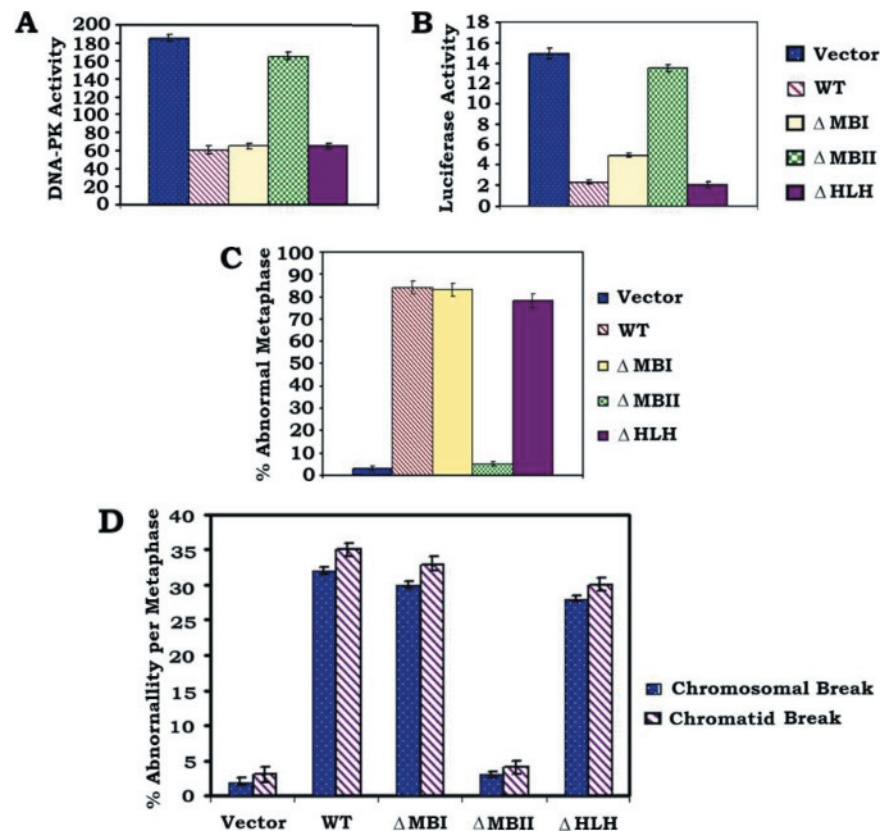 A
DNA-PK Activity
200
180
160
140
120
100
80
60
40
20
0
B
Luciferase Activity
18
16
14
12
10
8
6
4
2
0
Vector
WT
Δ MBI
Δ MBII
Δ HLH
C
% Abnormal Metaphase
100
90
80
70
60
50
40
30
20
10
0
Vector
WT
Δ MBI
Δ MBII
Δ HLH
D
% Abnornallity per Metaphase
40
35
30
25
20
15
10
5
0
Vector
WT
Δ MBI
Δ MBII
Δ HLH
Chromosomal Break
Chromatid Break